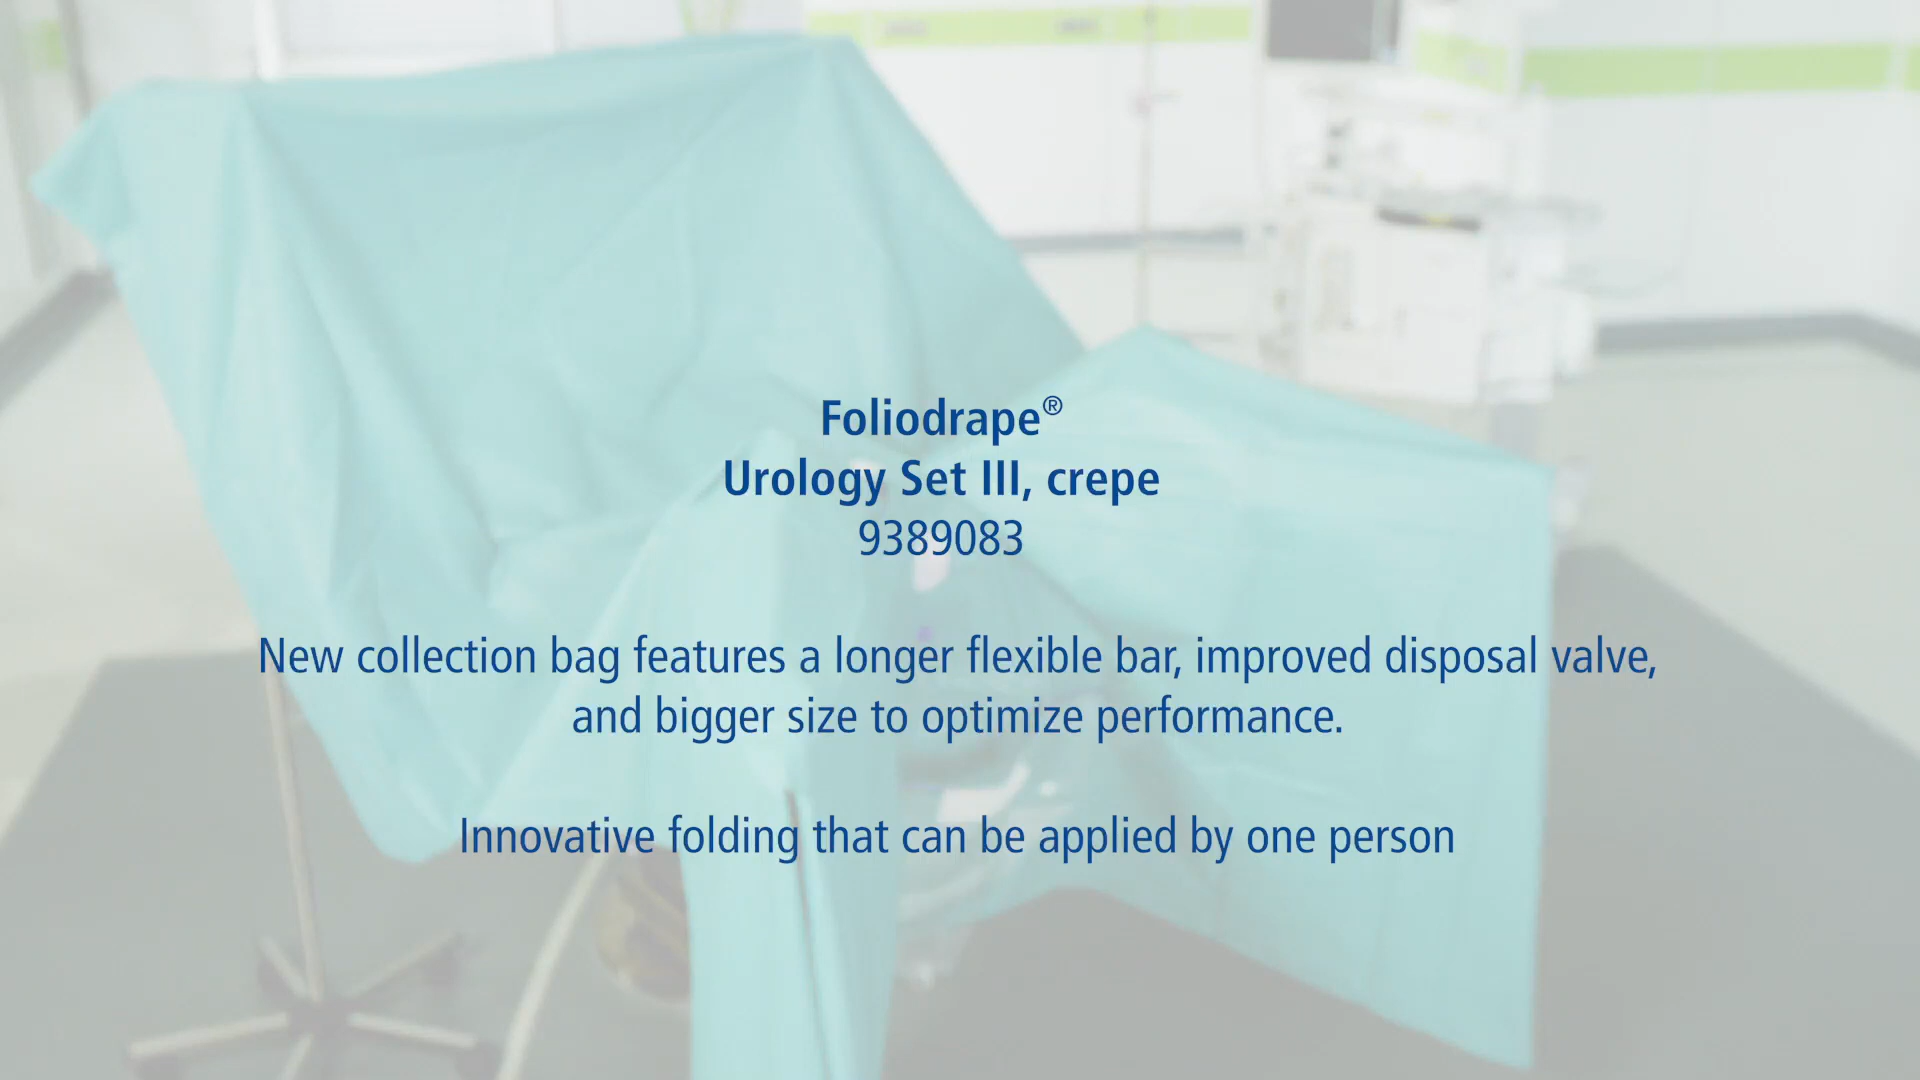 Foliodrape®
Urology Set III, crepe
9389083
New collection bag features a longer flexible bar, improved disposal valve,
and bigger size to optimize performance.
Innovative folding that can be applied by one person